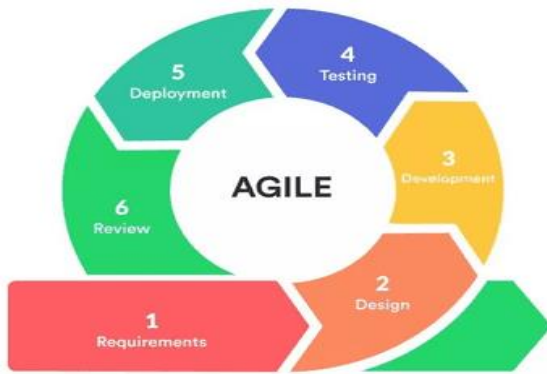 AGILE
1
Requirements
2
Design
3
Development
4
Testing
5
Deployment
6
Review